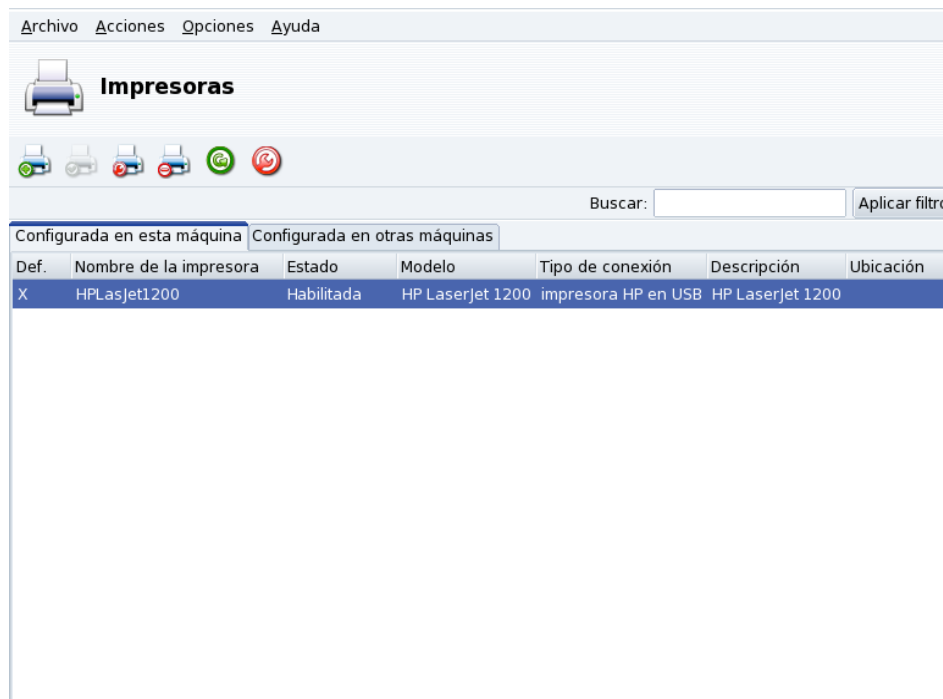 Archivo Acciones Opciones Ayuda
Impresoras
Buscar:
Aplicar filtro
Configurada en esta máquina Configurada en otras máquinas
Def. Nombre de la impresora Estado Modelo Tipo de conexión Descripción Ubicación
X HPLasJet1200 Habilitada HP LaserJet 1200 impresora HP en USB HP LaserJet 1200